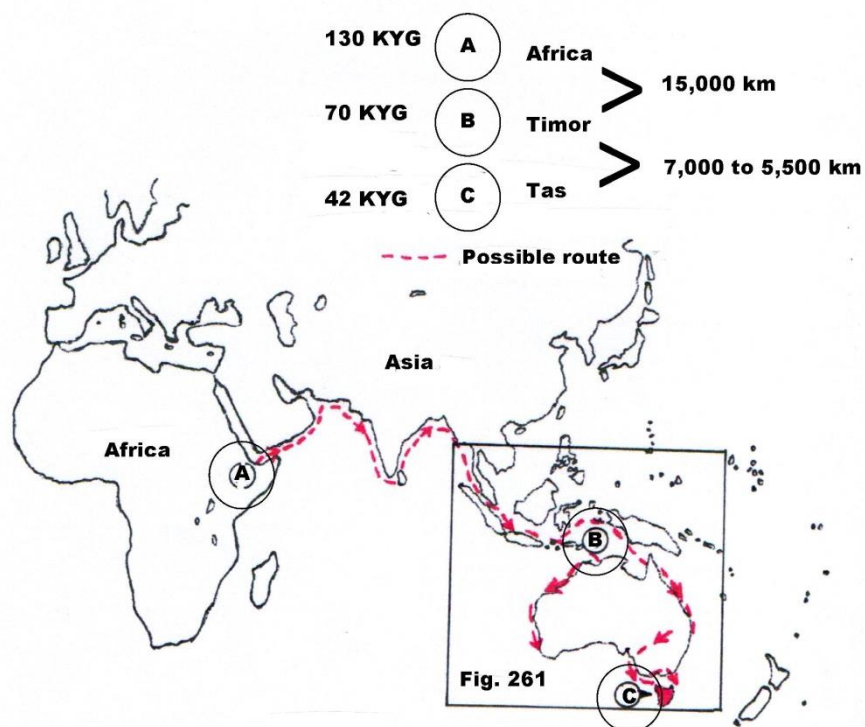 130 KYG A Africa
> 15,000 km
70 KYG B Timor
> 7,000 to 5,500 km
42 KYG C Tas
Possible route
Asia
Africa
A
B
Fig. 261
C